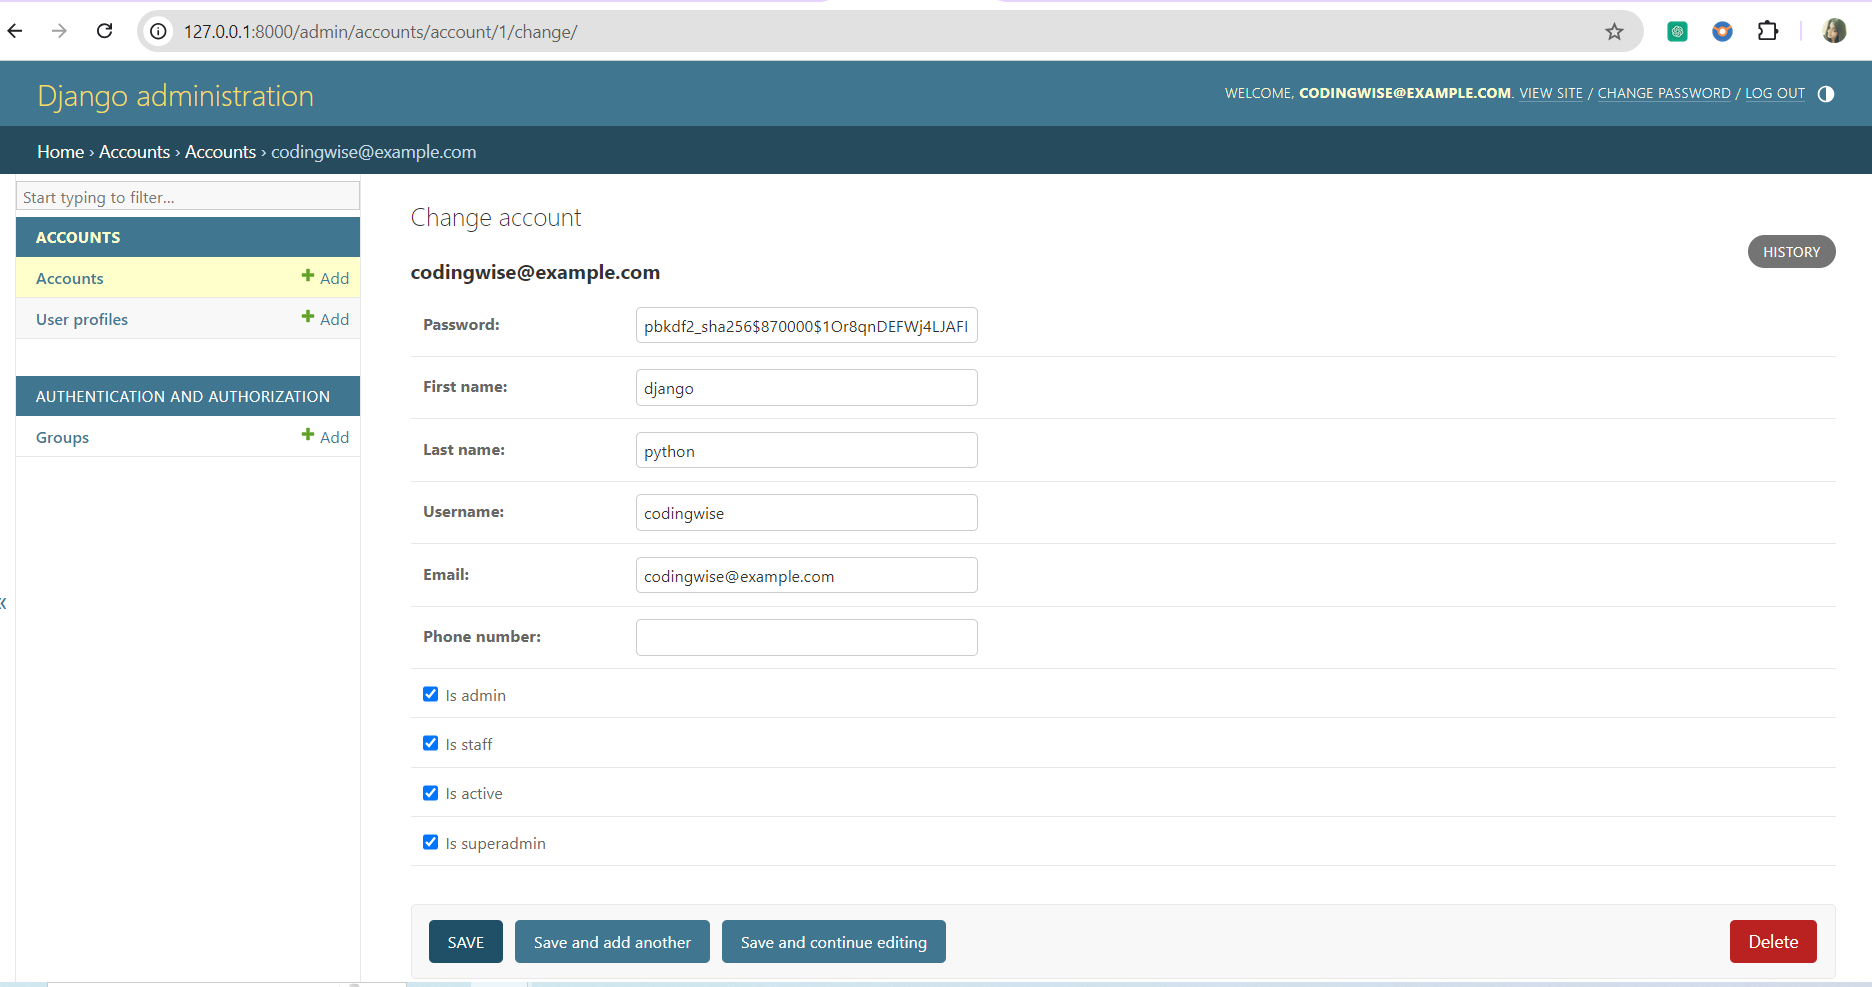 127.0.0.1:8000/admin/accounts/account/1/change/
Django administration
WELCOME, CODINGWISE@EXAMPLE.COM. VIEW SITE / CHANGE PASSWORD / LOG OUT
Home › Accounts › Accounts › codingwise@example.com
Start typing to filter...
ACCOUNTS
Accounts + Add
User profiles + Add
AUTHENTICATION AND AUTHORIZATION
Groups + Add
«
Change account
HISTORY
codingwise@example.com
Password: pbkdf2_sha256$870000$1Or8qnDEFWj4LJAFI
First name: django
Last name: python
Username: codingwise
Email: codingwise@example.com
Phone number:
Is admin
Is staff
Is active
Is superadmin
SAVE Save and add another Save and continue editing Delete